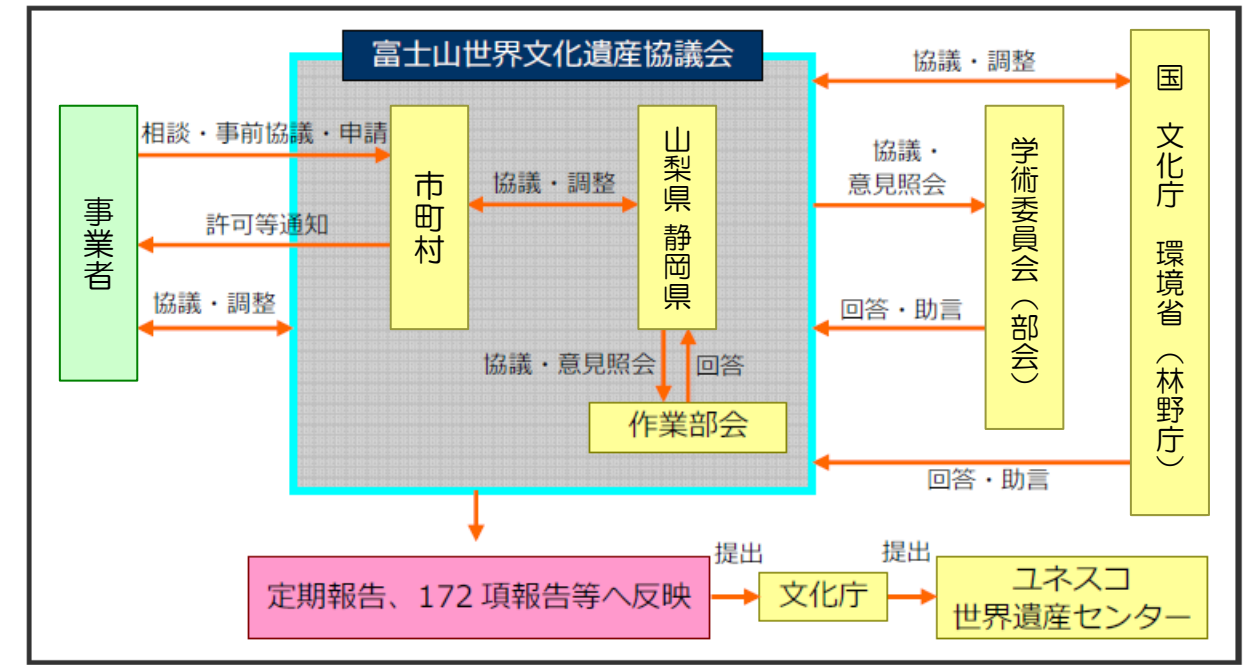 富士山世界文化遺産協議会
事業者
相談・事前協議・申請
許可等通知
協議・調整
市町村
協議・調整
山梨県 静岡県
協議・意見照会
回答
作業部会
協議・調整
協議・
意見照会
回答・助言
学術委員会(部会)
回答・助言
国 文化庁 環境省 (林野庁)
定期報告、172 項報告等へ反映
提出
文化庁
提出
ユネスコ
世界遺産センター